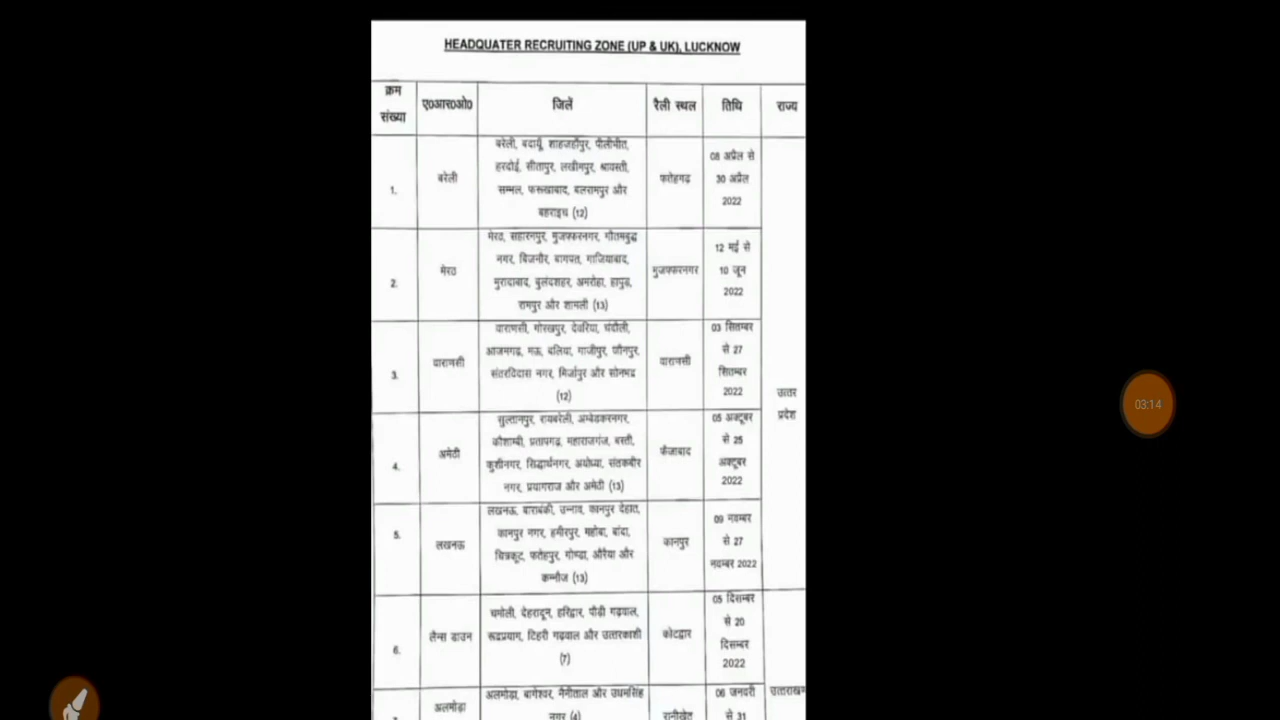 HEADQUATER RECRUITING ZONE (UP & UK), LUCKNOW
क्रम
संख्या
ए0आर0ओ0
जिलें
रैली स्थल
तिथि
राज्य
1.
बरेली
बरेली, बदायूँ, शाहजहाँपुर, पीलीभीत,
हरदोई, सीतापुर, लखीमपुर, श्रावस्ती,
सम्भल, फरूखाबाद, बलरामपुर और
बहराइच (12)
फतेहगढ़
08 अप्रैल से
30 अप्रैल
2022
2.
मेरठ
मेरठ, सहारनपुर, मुजफ्फरनगर, गौतमबुद्ध
नगर, बिजनौर, बागपत, गाजियाबाद,
मुरादाबाद, बुलंदशहर, अमरोहा, हापुड़,
रामपुर और शामली (13)
मुजफ्फरनगर
12 मई से
10 जून
2022
3.
वाराणसी
वाराणसी, गोरखपुर, देवरिया, चंदौली,
आजमगढ़, मऊ, बलिया, गाजीपुर, जौनपुर,
संतरविदास नगर, मिर्जापुर और सोनभद्र
(12)
वाराणसी
03 सितम्बर
से 27
सितम्बर
2022
उत्तर
प्रदेश
4.
अमेठी
सुल्तानपुर, रायबरेली, अम्बेडकरनगर,
कौशाम्बी, प्रतापगढ़, महाराजगंज, बस्ती,
कुशीनगर, सिद्धार्थनगर, अयोध्या, संतकबीर
नगर, प्रयागराज और अमेठी (13)
फैजाबाद
05 अक्टूबर
से 25
अक्टूबर
2022
5.
लखनऊ
लखनऊ, बाराबंकी, उन्नाव, कानपुर देहात,
कानपुर नगर, हमीरपुर, महोबा, बांदा,
चित्रकूट, फतेहपुर, गोण्डा, औरैया और
कन्नौज (13)
कानपुर
09 नवम्बर
से 27
नवम्बर 2022
6.
लैन्स डाउन
चमोली, देहरादून, हरिद्वार, पौड़ी गढ़वाल,
रूद्रप्रयाग, टिहरी गढ़वाल और उत्तरकाशी
(7)
कोटद्वार
05 दिसम्बर
से 20
दिसम्बर
2022
अलमोड़ा
अलमोड़ा, बागेश्वर, नैनीताल और उधमसिंह
नगर (4)
रानीखेत
06 जनवरी
से 31
03:14